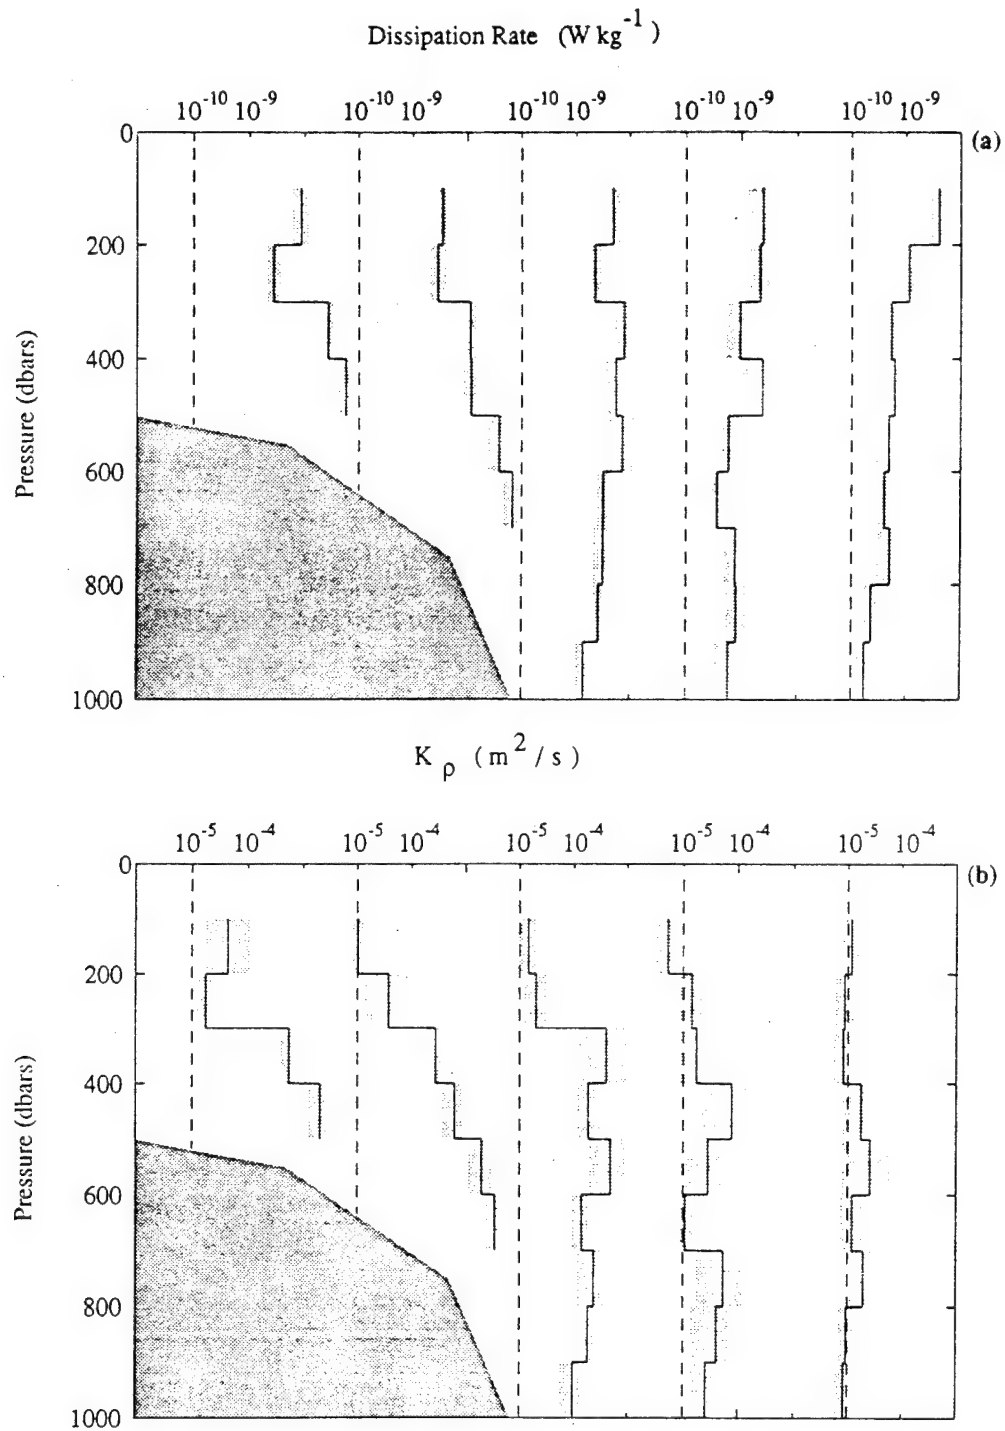 Dissipation Rate (W kg⁻¹)
10⁻¹⁰ 10⁻⁹ 10⁻¹⁰ 10⁻⁹ 10⁻¹⁰ 10⁻⁹ 10⁻¹⁰ 10⁻⁹ 10⁻¹⁰ 10⁻⁹
(a)
0
200
400
600
800
1000
Pressure (dbars)
K ρ (m² / s)
10⁻⁵ 10⁻⁴ 10⁻⁵ 10⁻⁴ 10⁻⁵ 10⁻⁴ 10⁻⁵ 10⁻⁴ 10⁻⁵ 10⁻⁴
(b)
0
200
400
600
800
1000
Pressure (dbars)